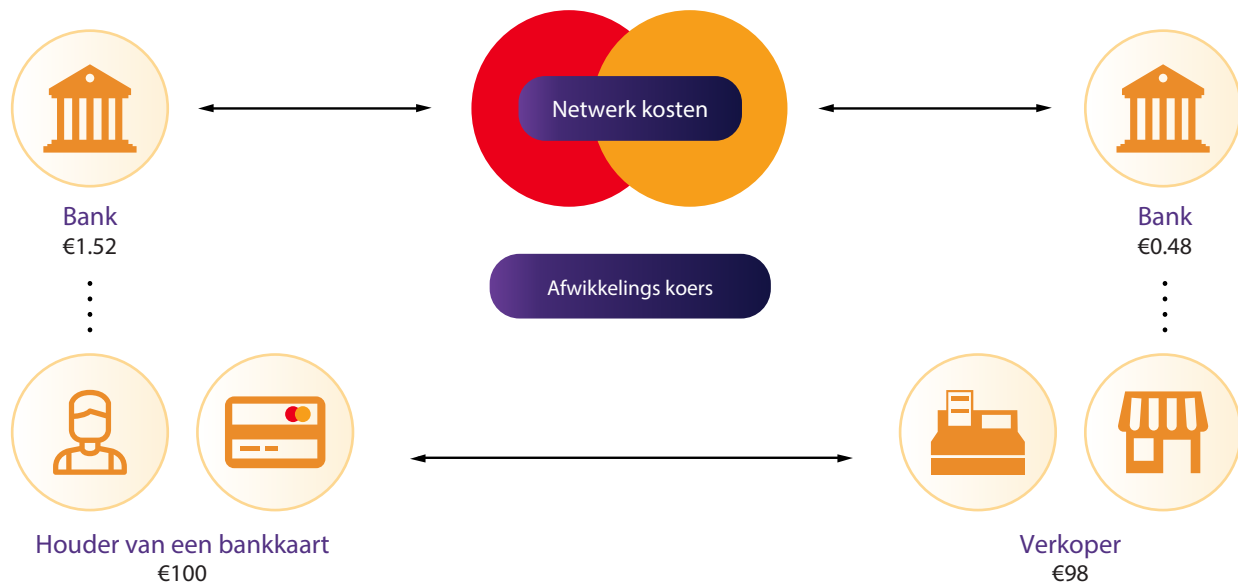 Netwerk kosten
Bank
€1.52
Bank
€0.48
Afwikkelings koers
Houder van een bankkaart
€100
Verkoper
€98